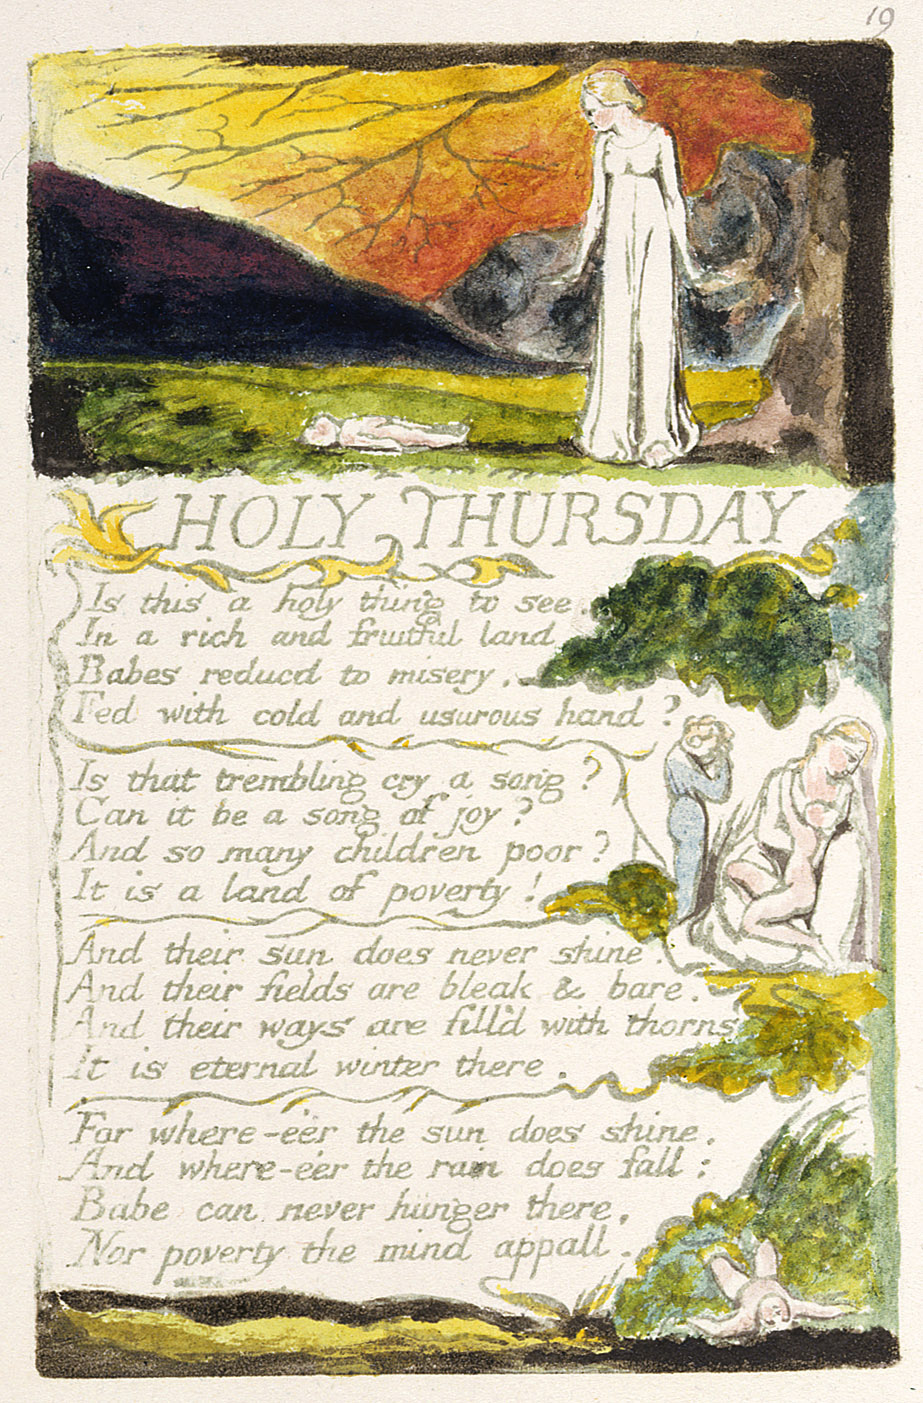 19
HOLY THURSDAY
Is this a holy thing to see.
In a rich and fruitful land
Babes reducd to misery.
Fed with cold and usurous hand?
Is that trembling cry a song?
Can it be a song of joy?
And so many children poor?
It is a land of poverty!
And their sun does never shine.
And their fields are bleak & bare.
And their ways are fill'd with thorns
It is eternal winter there.
For where-e'er the sun does shine.
And where-e'er the rain does fall:
Babe can never hunger there,
Nor poverty the mind appall.